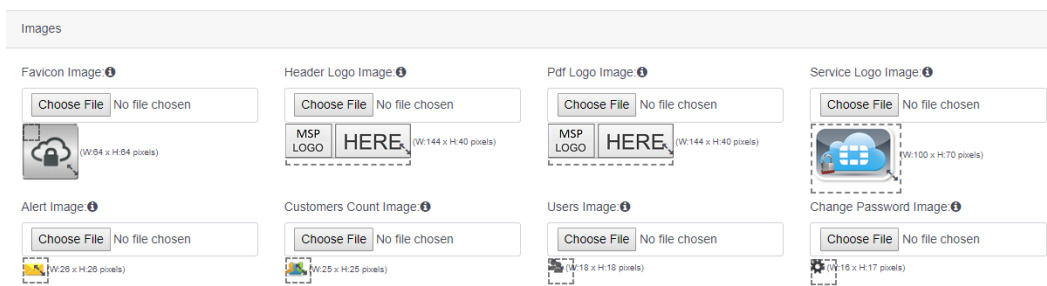 Images
Favicon Image:
Header Logo Image:
Pdf Logo Image:
Service Logo Image:
Choose File No file chosen
Choose File No file chosen
Choose File No file chosen
Choose File No file chosen
(W:64 x H:64 pixels)
MSP
LOGO
HERE
(W:144 x H:40 pixels)
MSP
LOGO
HERE
(W:144 x H:40 pixels)
(W:100 x H:70 pixels)
Alert Image:
Customers Count Image:
Users Image:
Change Password Image:
Choose File No file chosen
Choose File No file chosen
Choose File No file chosen
Choose File No file chosen
(W:26 x H:26 pixels)
(W:25 x H:25 pixels)
(W:18 x H:18 pixels)
(W:16 x H:17 pixels)